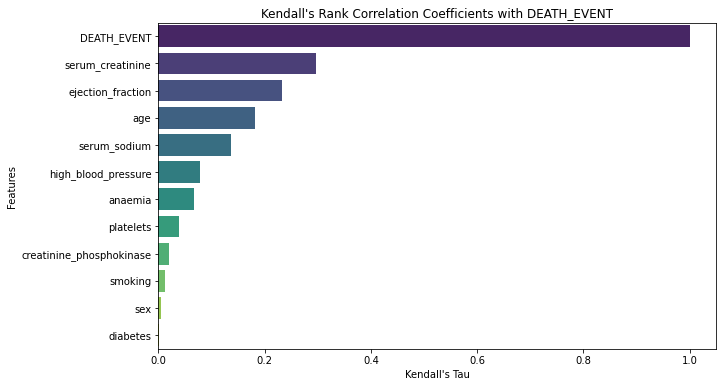 Kendall's Rank Correlation Coefficients with DEATH_EVENT
Features
DEATH_EVENT
serum_creatinine
ejection_fraction
age
serum_sodium
high_blood_pressure
anaemia
platelets
creatinine_phosphokinase
smoking
sex
diabetes
0.0 0.2 0.4 0.6 0.8 1.0
Kendall's Tau